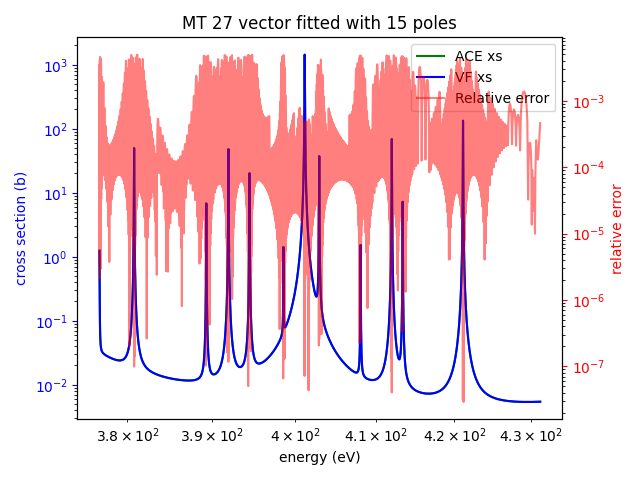 MT 27 vector fitted with 15 poles
ACE xs
VF xs
Relative error
10³
10²
10¹
10⁰
10⁻¹
10⁻²
cross section (b)
10⁻³
10⁻⁴
10⁻⁵
10⁻⁶
10⁻⁷
relative error
3.8 × 10² 3.9 × 10² 4 × 10² 4.1 × 10² 4.2 × 10² 4.3 × 10²
energy (eV)